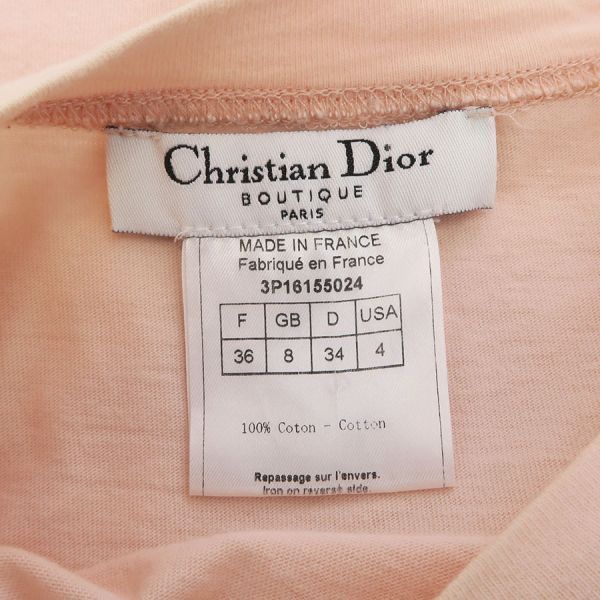 Christian Dior
BOUTIQUE
PARIS
MADE IN FRANCE
Fabriqué en France
3P16155024
F GB D USA
36 8 34 4
100% Coton - Cotton
Repassage sur l'envers.
Iron on reverse side.